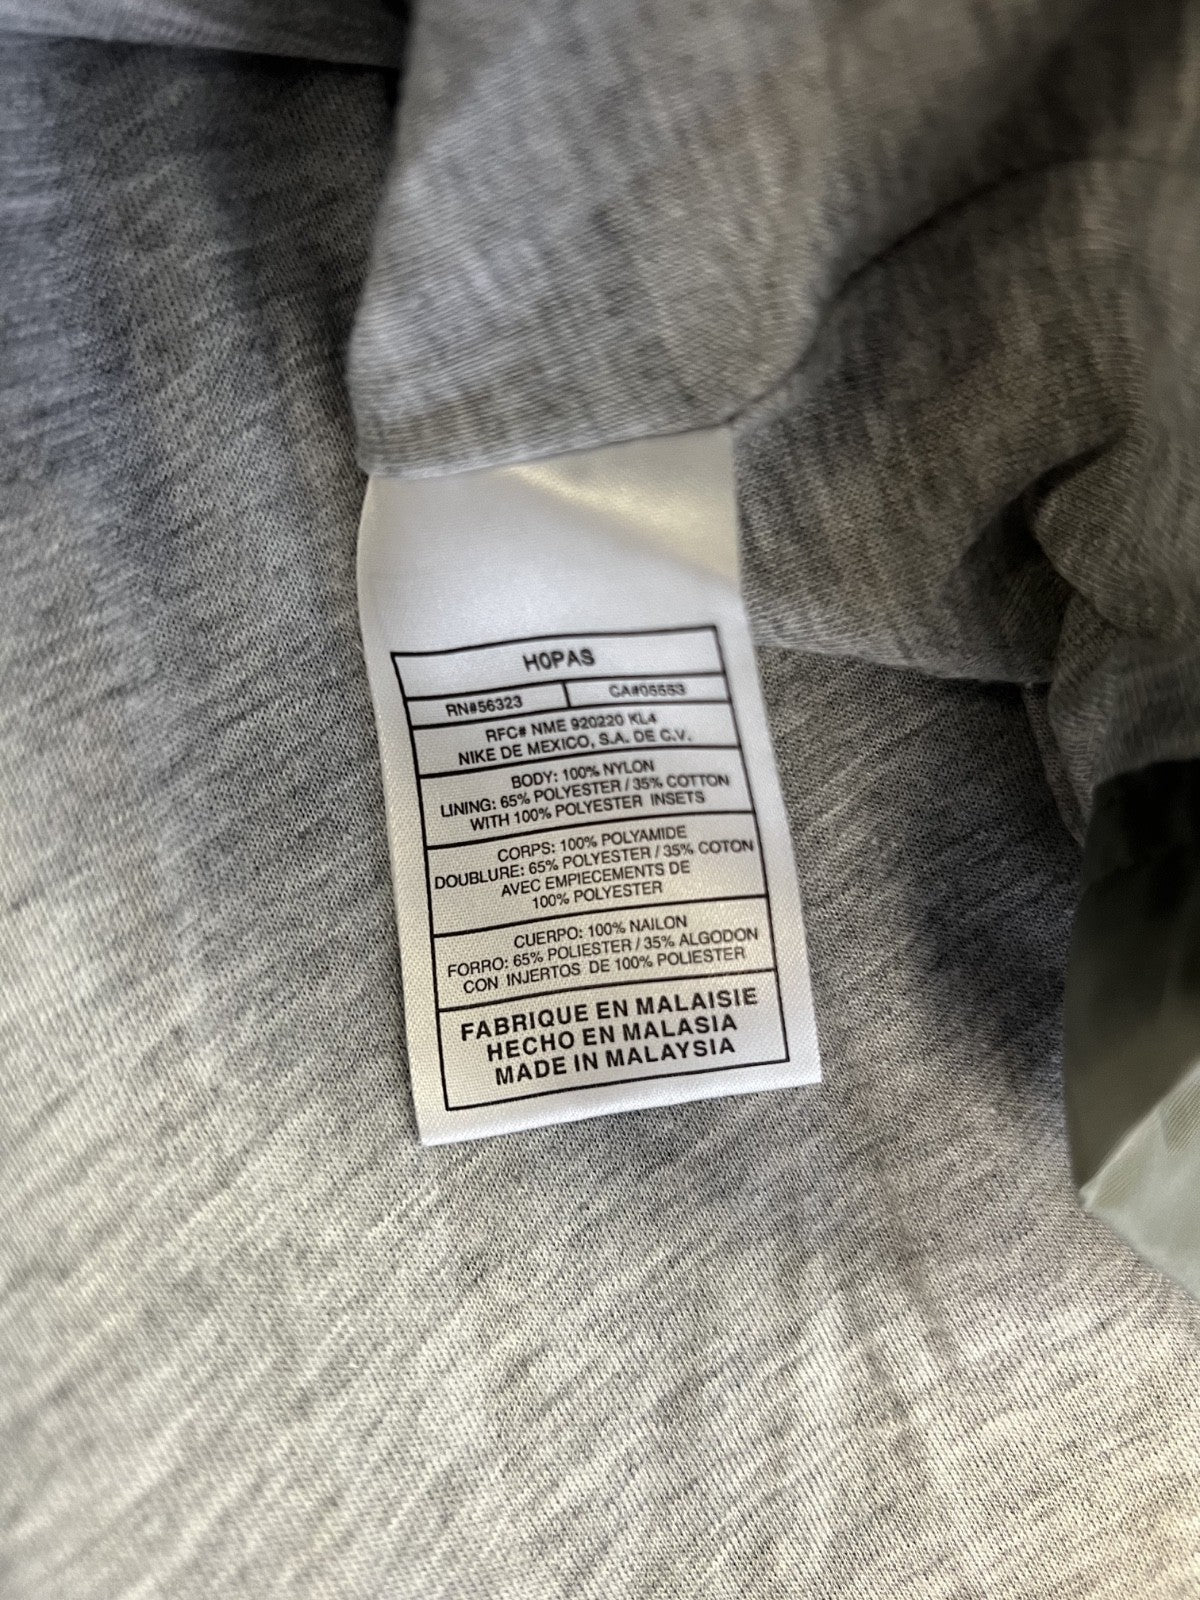 H0PAS
RN#56323 CA#05553
RFC# NME 920220 KL4
NIKE DE MEXICO, S.A. DE C.V.
BODY: 100% NYLON
LINING: 65% POLYESTER / 35% COTTON
WITH 100% POLYESTER INSETS
CORPS: 100% POLYAMIDE
DOUBLURE: 65% POLYESTER / 35% COTON
AVEC EMPIECEMENTS DE
100% POLYESTER
CUERPO: 100% NAILON
FORRO: 65% POLIESTER / 35% ALGODON
CON INJERTOS DE 100% POLIESTER
FABRIQUE EN MALAISIE
HECHO EN MALASIA
MADE IN MALAYSIA